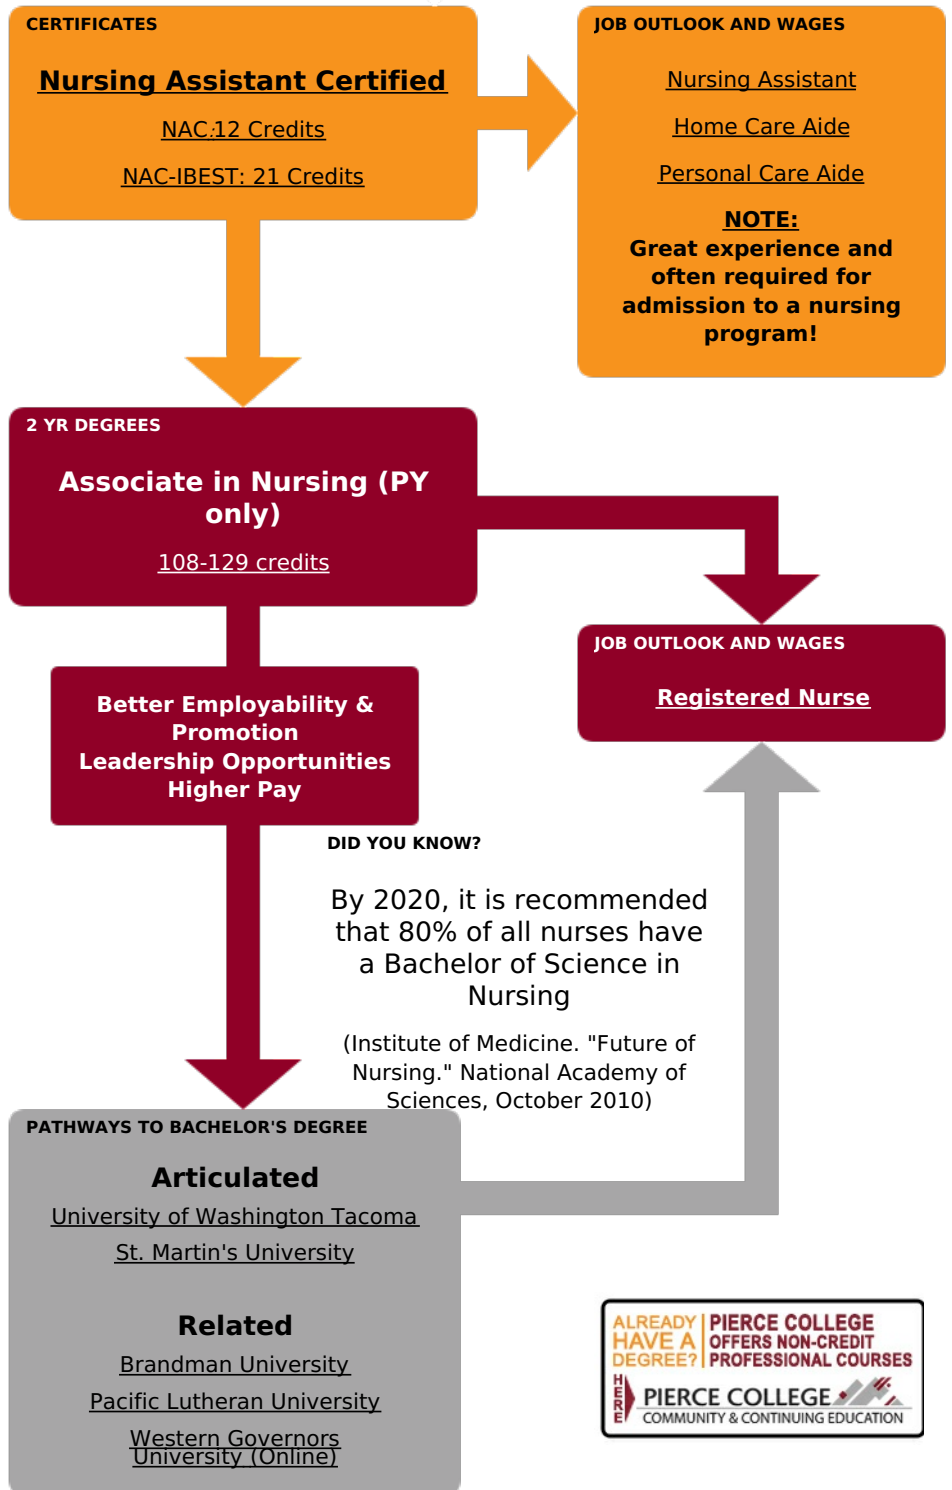 CERTIFICATES
Nursing Assistant Certified
NAC:12 Credits
NAC-IBEST: 21 Credits
JOB OUTLOOK AND WAGES
Nursing Assistant
Home Care Aide
Personal Care Aide
NOTE:
Great experience and
often required for
admission to a nursing
program!
2 YR DEGREES
Associate in Nursing (PY
only)
108-129 credits
JOB OUTLOOK AND WAGES
Registered Nurse
Better Employability &
Promotion
Leadership Opportunities
Higher Pay
DID YOU KNOW?
By 2020, it is recommended
that 80% of all nurses have
a Bachelor of Science in
Nursing
(Institute of Medicine. "Future of
Nursing." National Academy of
Sciences, October 2010)
PATHWAYS TO BACHELOR'S DEGREE
Articulated
University of Washington Tacoma
St. Martin's University
Related
Brandman University
Pacific Lutheran University
Western Governors
University (Online)
ALREADY
HAVE A
DEGREE?
PIERCE COLLEGE
OFFERS NON-CREDIT
PROFESSIONAL COURSES
HERE
PIERCE COLLEGE
COMMUNITY & CONTINUING EDUCATION